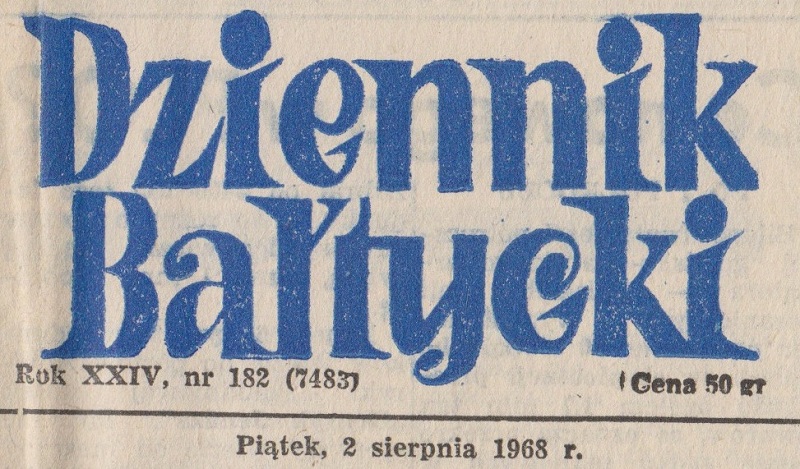 Dziennik
Bałtycki
Rok XXIV, nr 182 (7483)
Cena 50 gr
Piątek, 2 sierpnia 1968 r.